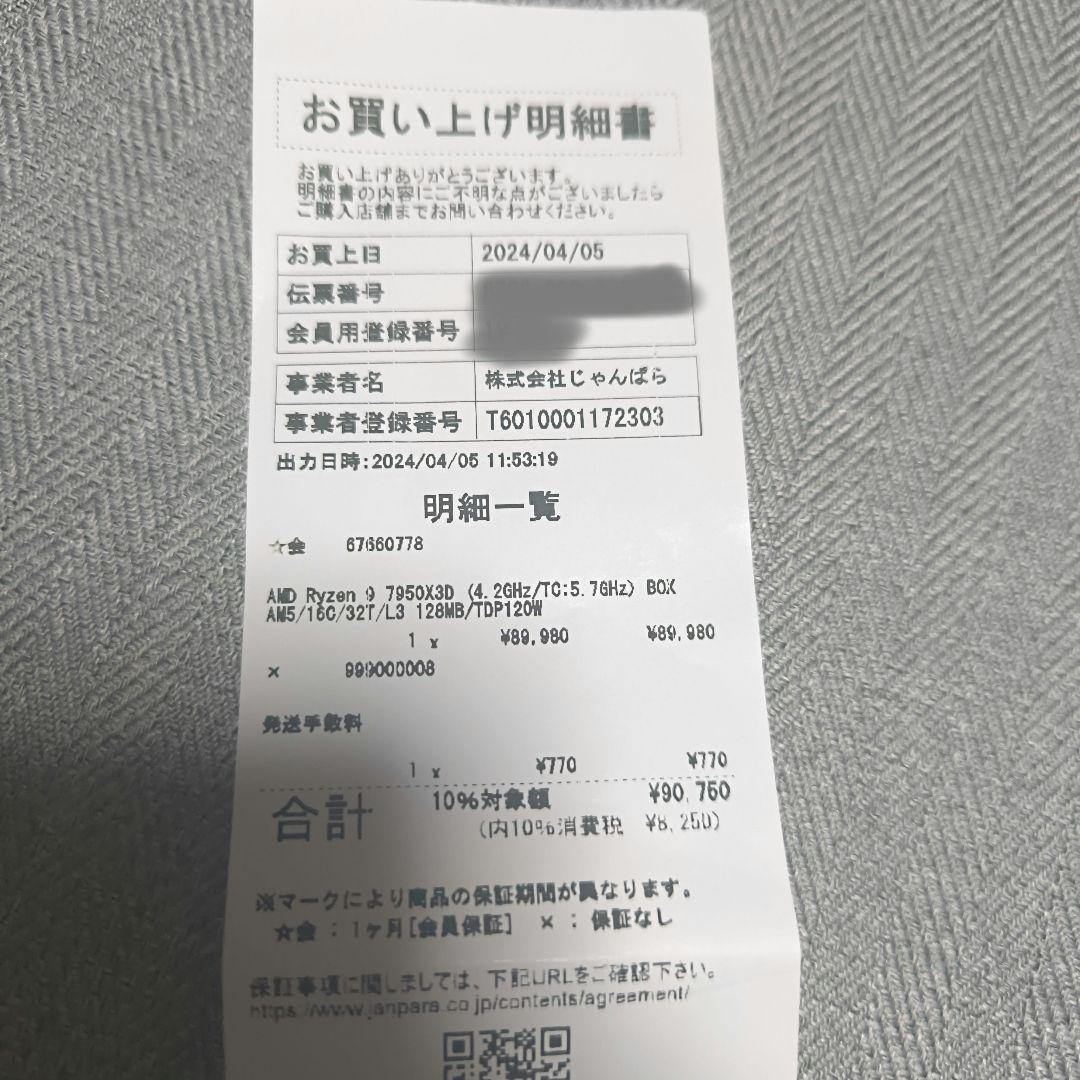 お買い上げ明細書
お買い上げありがとうございます。
明細書の内容にご不明な点がございましたら
ご購入店舗までお問い合わせください。
お買上日 2024/04/05
伝票番号
会員用登録番号
事業者名 株式会社じゃんぱら
事業者登録番号 T6010001172303
出力日時:2024/04/05 11:53:19
明細一覧
☆会 67660778
AMD Ryzen 9 7950X3D (4.2GHz/TC:5.7GHz) BOX
AM5/16C/32T/L3 128MB/TDP120W
1 x ¥89,980 ¥89,980
× 999000008
発送手数料
1 x ¥770 ¥770
合計 10%対象額 ¥90,750
(内10%消費税 ¥8,250)
※マークにより商品の保証期間が異なります。
☆会 : 1ヶ月[会員保証] × : 保証なし
保証事項に関しましては、下記URLをご確認下さい。
https://www.janpara.co.jp/contents/agreement/